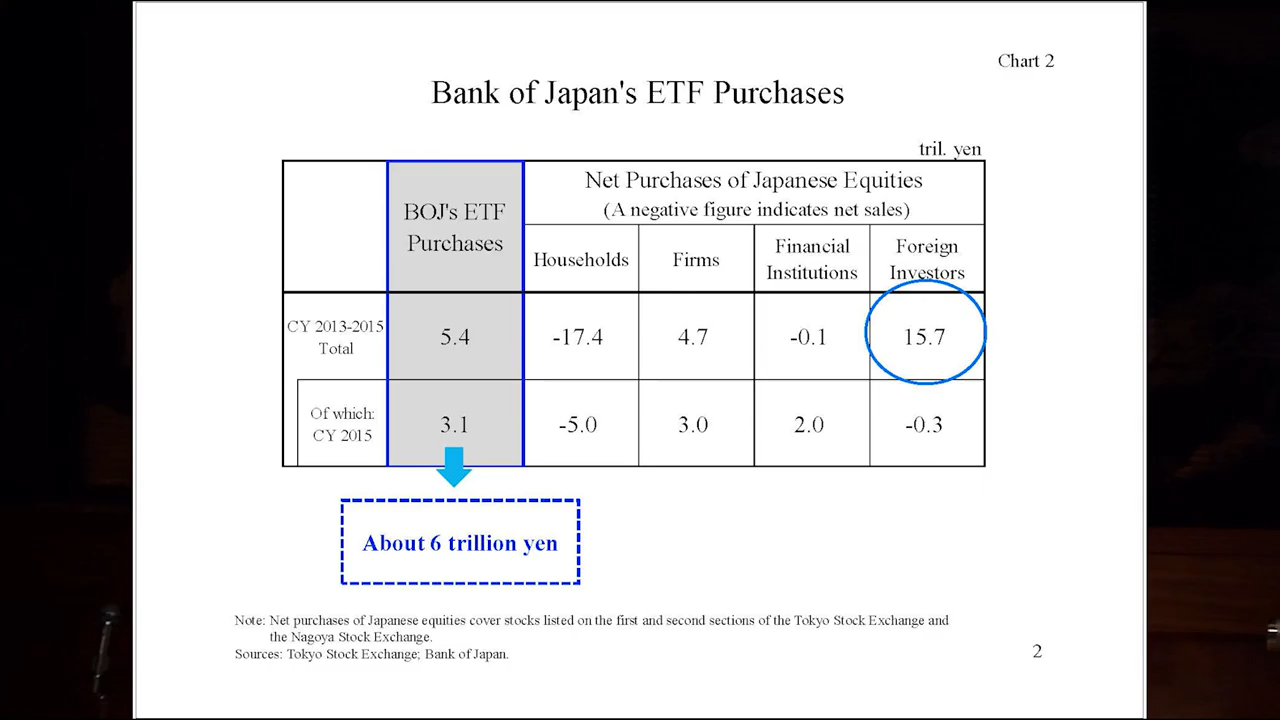 Chart 2
Bank of Japan's ETF Purchases
tril. yen
BOJ's ETF
Purchases
Net Purchases of Japanese Equities
(A negative figure indicates net sales)
Households
Firms
Financial
Institutions
Foreign
Investors
CY 2013-2015
Total
5.4
-17.4
4.7
-0.1
15.7
Of which:
CY 2015
3.1
-5.0
3.0
2.0
-0.3
About 6 trillion yen
Note: Net purchases of Japanese equities cover stocks listed on the first and second sections of the Tokyo Stock Exchange and
the Nagoya Stock Exchange.
Sources: Tokyo Stock Exchange; Bank of Japan.
2